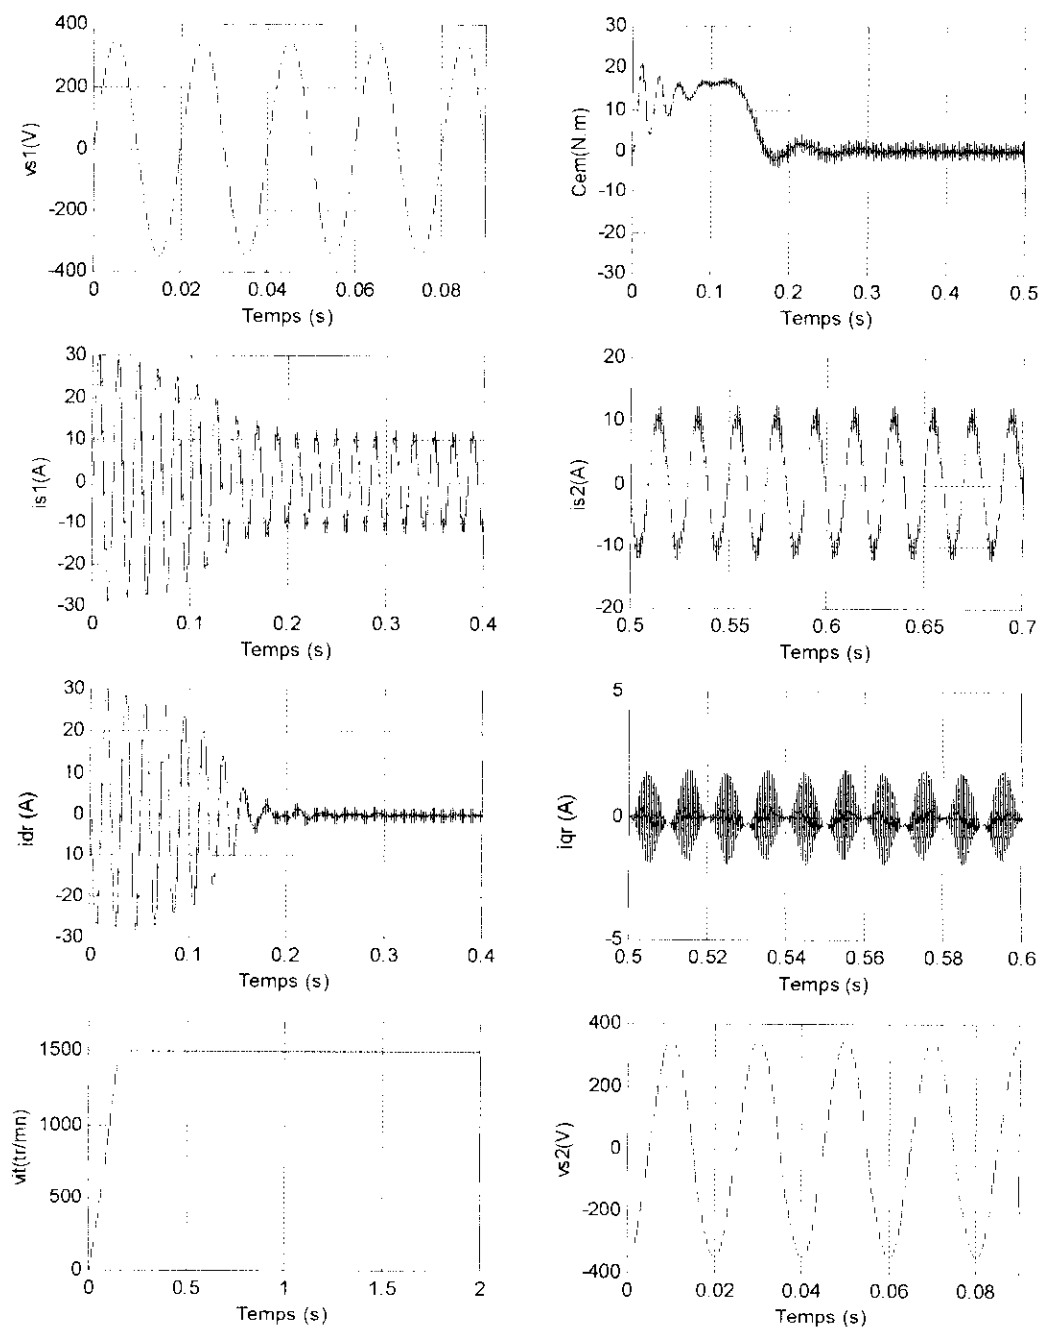 400
200
0
-200
-400
vs1(V)
0 0.02 0.04 0.06 0.08
Temps (s)
30
20
10
0
-10
-20
-30
Cem(N.m)
0 0.1 0.2 0.3 0.4 0.5
Temps (s)
30
20
10
0
-10
-20
-30
is1(A)
0 0.1 0.2 0.3 0.4
Temps (s)
20
10
0
-10
-20
is2(A)
0.5 0.55 0.6 0.65 0.7
Temps (s)
30
20
10
0
10
-20
-30
idr (A)
0 0.1 0.2 0.3 0.4
Temps (s)
5
0
-5
iqr (A)
0.5 0.52 0.54 0.56 0.58 0.6
Temps (s)
1500
1000
500
0
vit(tr/mn)
0 0.5 1 1.5 2
Temps (s)
400
200
0
-200
-400
vs2(V)
0 0.02 0.04 0.06 0.08
Temps (s)